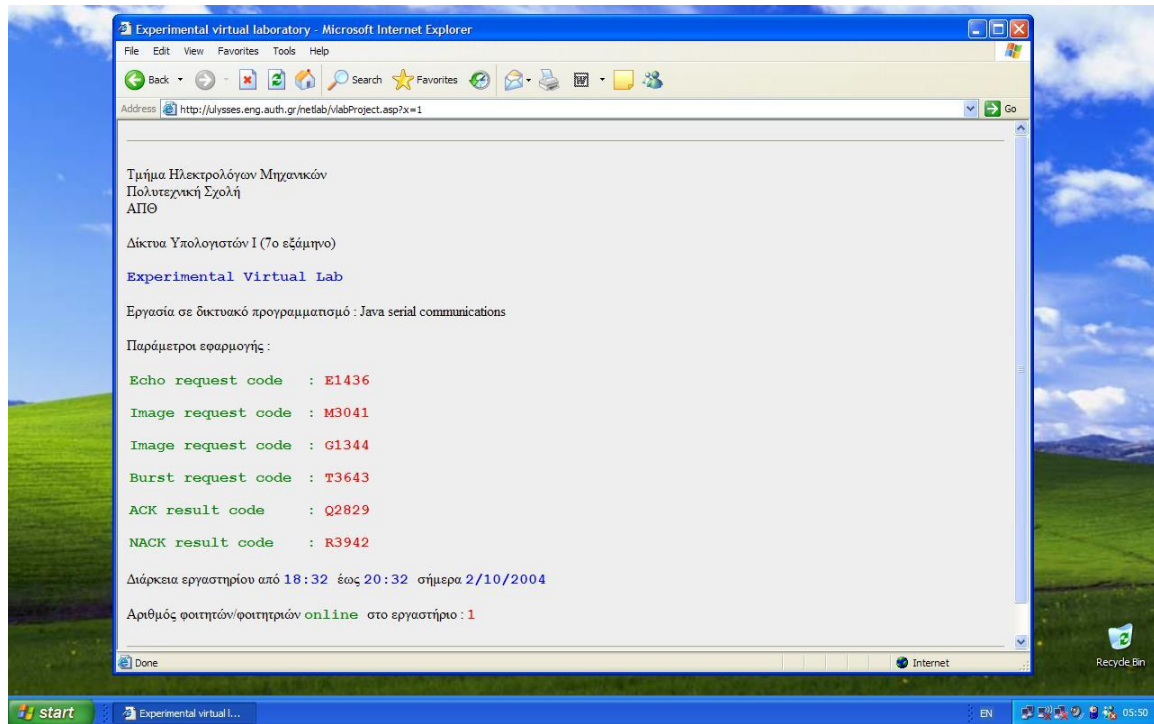 Experimental virtual laboratory - Microsoft Internet Explorer
File Edit View Favorites Tools Help
Back Search Favorites
Address http://ulysses.eng.auth.gr/netlab/vlabProject.asp?x=1 Go
Τμήμα Ηλεκτρολόγων Μηχανικών
Πολυτεχνική Σχολή
ΑΠΘ
Δίκτυα Υπολογιστών Ι (7ο εξάμηνο)
Experimental Virtual Lab
Εργασία σε δικτυακό προγραμματισμό : Java serial communications
Παράμετροι εφαρμογής :
Echo request code : E1436
Image request code : M3041
Image request code : G1344
Burst request code : T3643
ACK result code : Q2829
NACK result code : R3942
Διάρκεια εργαστηρίου από 18:32 έως 20:32 σήμερα 2/10/2004
Αριθμός φοιτητών/φοιτητριών online στο εργαστήριο : 1
Done Internet
Recycle Bin
start Experimental virtual l... EN 05:50